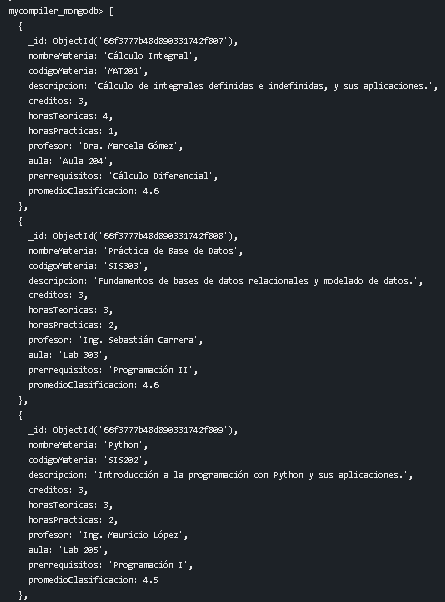 mycompiler_mongodb> [
{
_id: ObjectId('66f3777b48d890331742f807'),
nombreMateria: 'Cálculo Integral',
codigoMateria: 'MAT201',
descripcion: 'Cálculo de integrales definidas e indefinidas, y sus aplicaciones.',
creditos: 3,
horasTeoricas: 4,
horasPracticas: 1,
profesor: 'Dra. Marcela Gómez',
aula: 'Aula 204',
prerrequisitos: 'Cálculo Diferencial',
promedioClasificacion: 4.6
},
{
_id: ObjectId('66f3777b48d890331742f808'),
nombreMateria: 'Práctica de Base de Datos',
codigoMateria: 'SIS303',
descripcion: 'Fundamentos de bases de datos relacionales y modelado de datos.',
creditos: 3,
horasTeoricas: 3,
horasPracticas: 2,
profesor: 'Ing. Sebastián Carrera',
aula: 'Lab 303',
prerrequisitos: 'Programación II',
promedioClasificacion: 4.6
},
{
_id: ObjectId('66f3777b48d890331742f809'),
nombreMateria: 'Python',
codigoMateria: 'SIS202',
descripcion: 'Introducción a la programación con Python y sus aplicaciones.',
creditos: 3,
horasTeoricas: 3,
horasPracticas: 2,
profesor: 'Ing. Mauricio López',
aula: 'Lab 205',
prerrequisitos: 'Programación I',
promedioClasificacion: 4.5
},